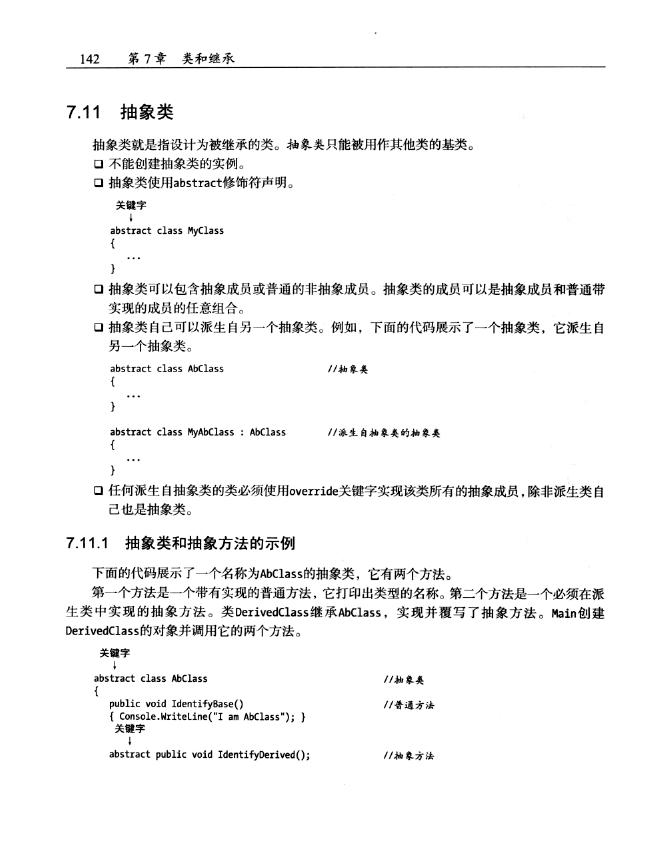 142 第7章 类和继承
7.11 抽象类
抽象类就是指设计为被继承的类。抽象类只能被用作其他类的基类。
❑ 不能创建抽象类的实例。
❑ 抽象类使用abstract修饰符声明。
关键字
↓
abstract class MyClass
{
...
}
❑ 抽象类可以包含抽象成员或普通的非抽象成员。抽象类的成员可以是抽象成员和普通带
实现的成员的任意组合。
❑ 抽象类自己可以派生自另一个抽象类。例如，下面的代码展示了一个抽象类，它派生自
另一个抽象类。
abstract class AbClass //抽象类
{
...
}
abstract class MyAbClass : AbClass //派生自抽象类的抽象类
{
...
}
❑ 任何派生自抽象类的类必须使用override关键字实现该类所有的抽象成员，除非派生类自
己也是抽象类。
7.11.1 抽象类和抽象方法的示例
下面的代码展示了一个名称为AbClass的抽象类，它有两个方法。
第一个方法是一个带有实现的普通方法，它打印出类型的名称。第二个方法是一个必须在派
生类中实现的抽象方法。类DerivedClass继承AbClass，实现并覆写了抽象方法。Main创建
DerivedClass的对象并调用它的两个方法。
关键字
↓
abstract class AbClass //抽象类
{
public void IdentifyBase() //普通方法
{ Console.WriteLine("I am AbClass"); }
关键字
↓
abstract public void IdentifyDerived(); //抽象方法